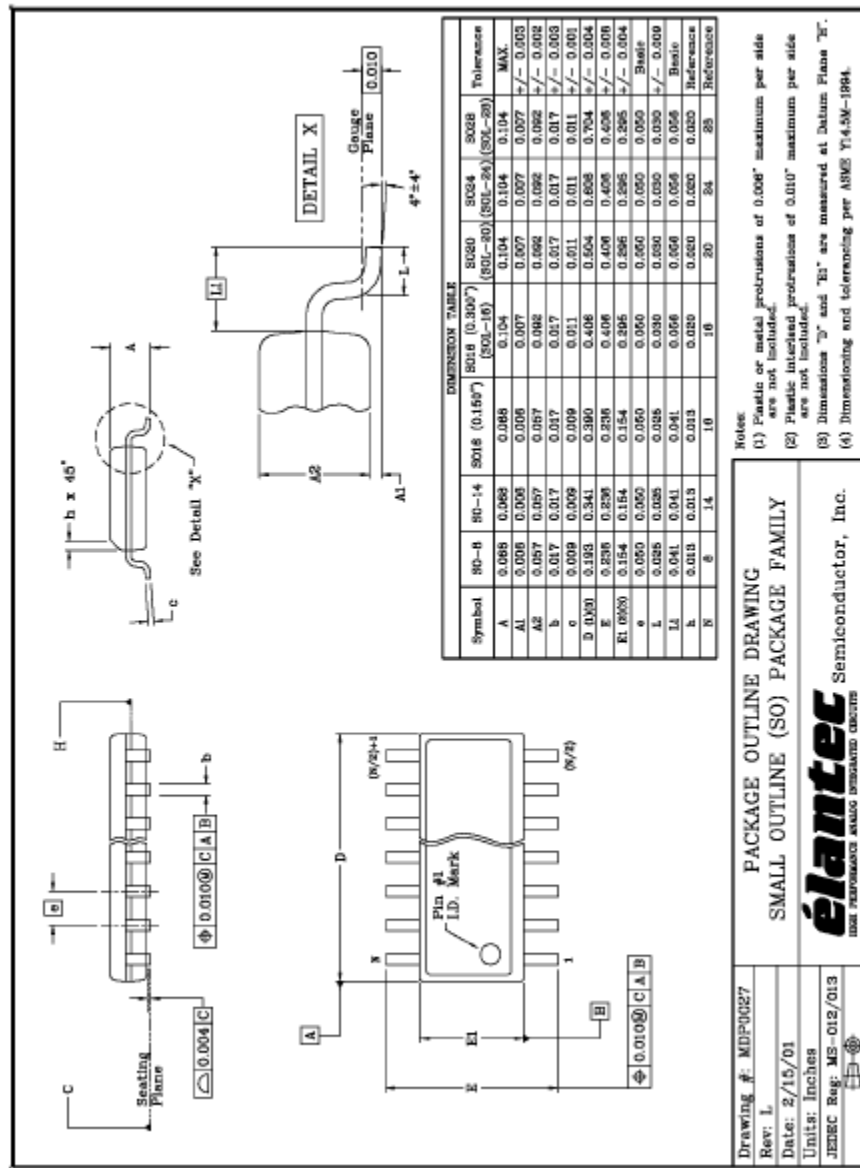 C
Seating
Plane
0.004 C
e
0.010 Ⓜ C A B
b
H
h x 45°
c
See Detail "X"
A
DETAIL X
L1
A2
A1
Gauge
Plane
0.010
L
4°±4°
A
D
N
(N/2)+1
Pin #1
I.D. Mark
E
E1
1
(N/2)
B
0.010 Ⓜ C A B
DIMENSION TABLE
Symbol SO-8 SO-14 SO16 (0.150") SO16 (0.300") (SOL-16) SO20 (SOL-20) SO24 (SOL-24) SO28 (SOL-28) Tolerance
A 0.068 0.068 0.068 0.104 0.104 0.104 0.104 MAX.
A1 0.006 0.006 0.006 0.007 0.007 0.007 0.007 +/- 0.003
A2 0.057 0.057 0.057 0.092 0.092 0.092 0.092 +/- 0.002
b 0.017 0.017 0.017 0.017 0.017 0.017 0.017 +/- 0.003
c 0.009 0.009 0.009 0.011 0.011 0.011 0.011 +/- 0.001
D (1)(3) 0.193 0.341 0.390 0.406 0.504 0.606 0.704 +/- 0.004
E 0.236 0.236 0.236 0.406 0.406 0.406 0.406 +/- 0.008
E1 (2)(3) 0.154 0.154 0.154 0.295 0.295 0.295 0.295 +/- 0.004
e 0.050 0.050 0.050 0.050 0.050 0.050 0.050 Basic
L 0.025 0.025 0.025 0.030 0.030 0.030 0.030 +/- 0.009
L1 0.041 0.041 0.041 0.056 0.056 0.056 0.056 Basic
h 0.013 0.013 0.013 0.020 0.020 0.020 0.020 Reference
N 8 14 16 16 20 24 28 Reference
Drawing #: MDP0027
Rev: L
Date: 2/15/01
Units: Inches
JEDEC Reg: MS-012/013
PACKAGE OUTLINE DRAWING
SMALL OUTLINE (SO) PACKAGE FAMILY
élantec Semiconductor, Inc.
HIGH PERFORMANCE ANALOG INTEGRATED CIRCUITS
Notes:
(1) Plastic or metal protrusions of 0.006" maximum per side
are not included.
(2) Plastic interlead protrusions of 0.010" maximum per side
are not included.
(3) Dimensions "D" and "E1" are measured at Datum Plane "H".
(4) Dimensioning and tolerancing per ASME Y14.5M-1994.